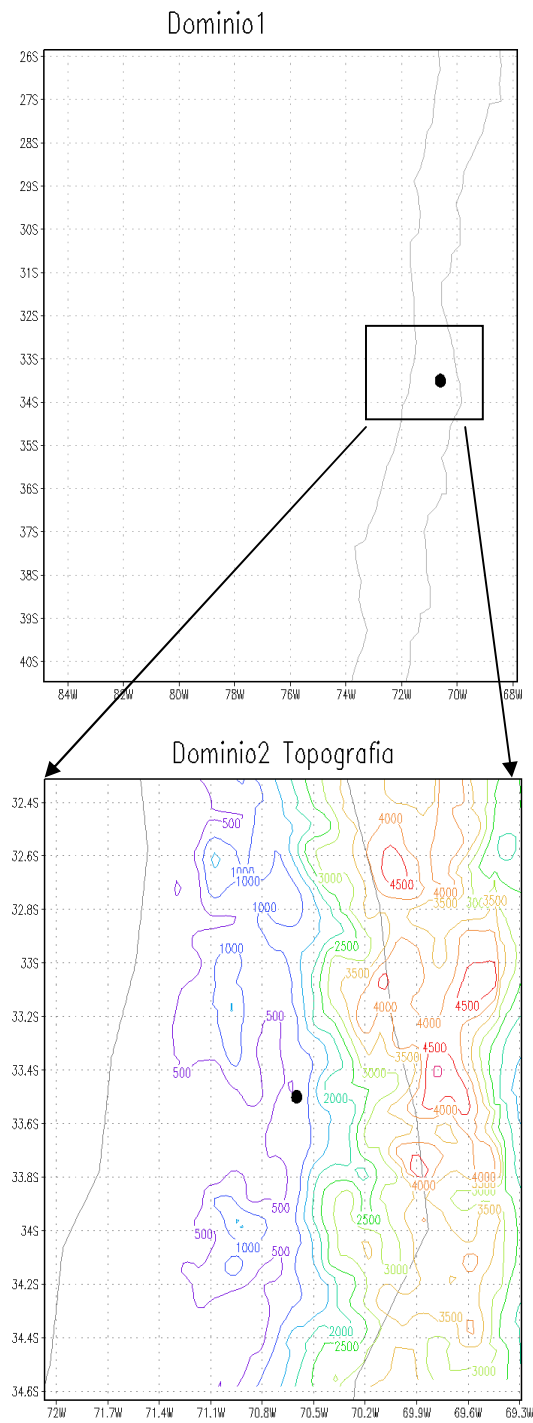 Dominio1
26S
27S
28S
29S
30S
31S
32S
33S
34S
35S
36S
37S
38S
39S
40S
84W 82W 80W 78W 76W 74W 72W 70W 68W
Dominio2 Topografia
32.4S
32.6S
32.8S
33S
33.2S
33.4S
33.6S
33.8S
34S
34.2S
34.4S
34.6S
500
4000
1000
1000
3000
4500
4000
1000
3500
3500
2500
1000
3500
4500
4000
500
4000
4500
3500
500
3000
2000
4000
4000
4000
3000
500
2500
3500
500
1000
500
3000
3500
2000
2500
3000
72W 71.7W 71.4W 71.1W 70.8W 70.5W 70.2W 69.9W 69.6W 69.3W